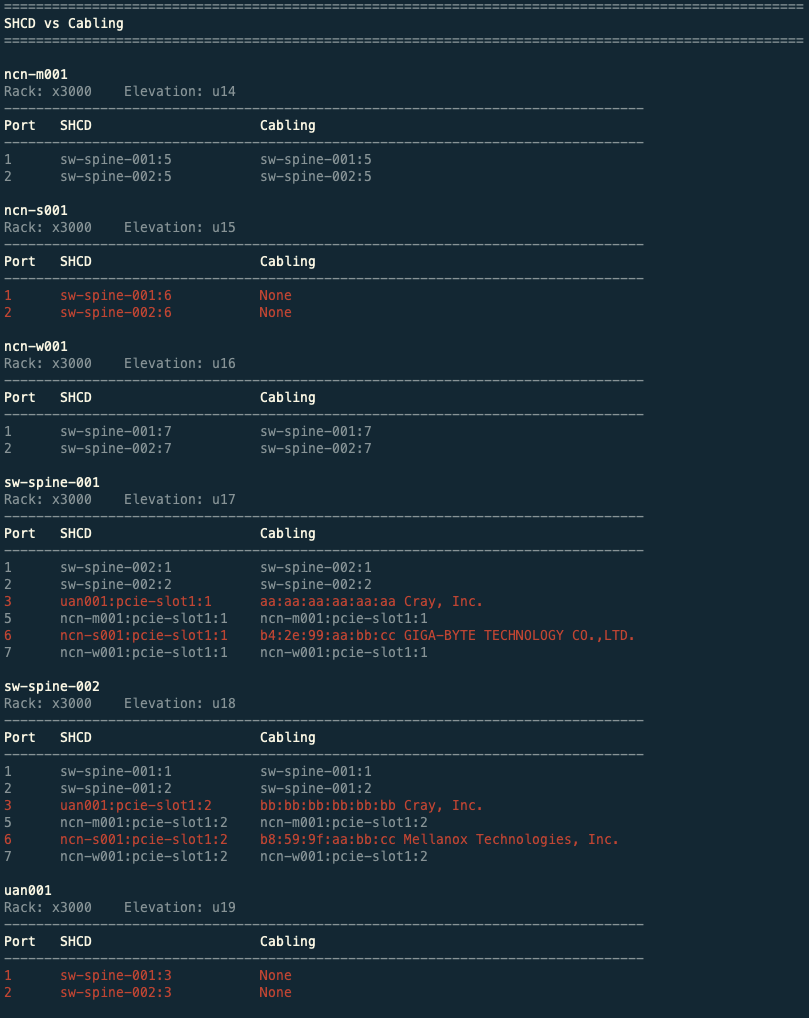 SHCD vs Cabling
ncn-m001
Rack: x3000    Elevation: u14
Port   SHCD                     Cabling
1      sw-spine-001:5           sw-spine-001:5
2      sw-spine-002:5           sw-spine-002:5
ncn-s001
Rack: x3000    Elevation: u15
Port   SHCD                     Cabling
1      sw-spine-001:6           None
2      sw-spine-002:6           None
ncn-w001
Rack: x3000    Elevation: u16
Port   SHCD                     Cabling
1      sw-spine-001:7           sw-spine-001:7
2      sw-spine-002:7           sw-spine-002:7
sw-spine-001
Rack: x3000    Elevation: u17
Port   SHCD                     Cabling
1      sw-spine-002:1           sw-spine-002:1
2      sw-spine-002:2           sw-spine-002:2
3      uan001:pcie-slot1:1      aa:aa:aa:aa:aa:aa Cray, Inc.
5      ncn-m001:pcie-slot1:1    ncn-m001:pcie-slot1:1
6      ncn-s001:pcie-slot1:1    b4:2e:99:aa:bb:cc GIGA-BYTE TECHNOLOGY CO.,LTD.
7      ncn-w001:pcie-slot1:1    ncn-w001:pcie-slot1:1
sw-spine-002
Rack: x3000    Elevation: u18
Port   SHCD                     Cabling
1      sw-spine-001:1           sw-spine-001:1
2      sw-spine-001:2           sw-spine-001:2
3      uan001:pcie-slot1:2      bb:bb:bb:bb:bb:bb Cray, Inc.
5      ncn-m001:pcie-slot1:2    ncn-m001:pcie-slot1:2
6      ncn-s001:pcie-slot1:2    b8:59:9f:aa:bb:cc Mellanox Technologies, Inc.
7      ncn-w001:pcie-slot1:2    ncn-w001:pcie-slot1:2
uan001
Rack: x3000    Elevation: u19
Port   SHCD                     Cabling
1      sw-spine-001:3           None
2      sw-spine-002:3           None